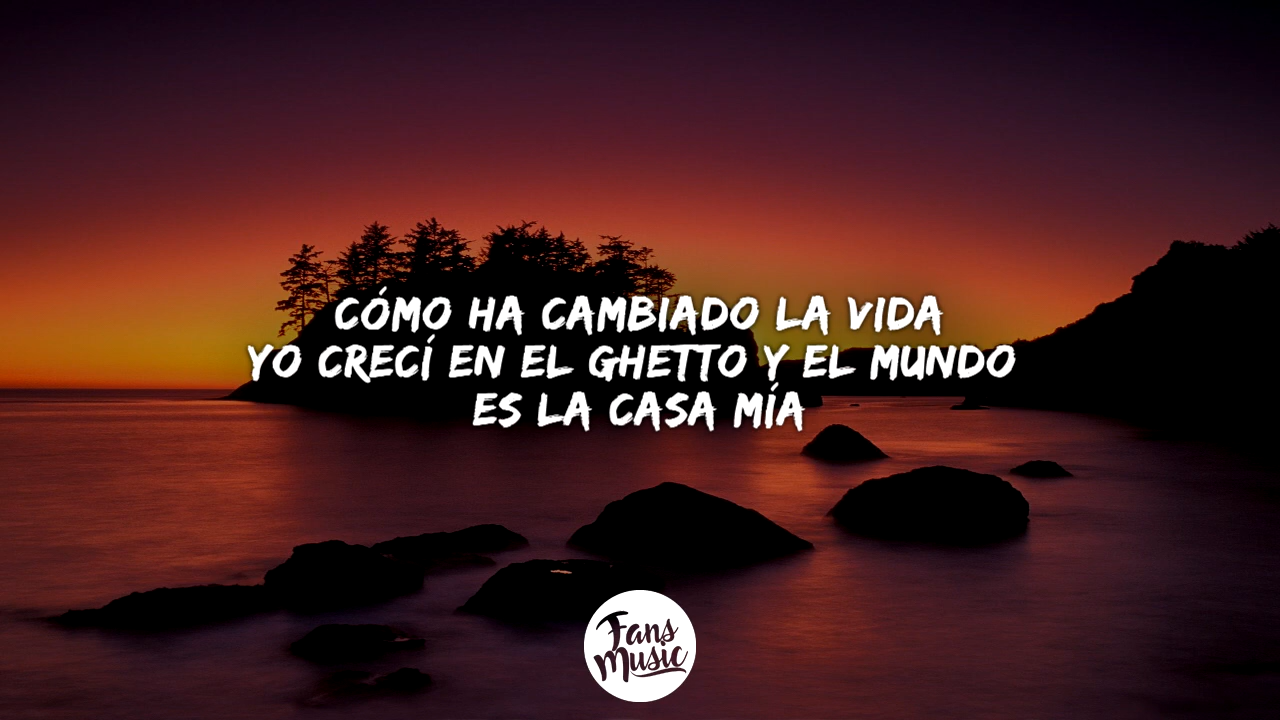 CÓMO HA CAMBIADO LA VIDA
YO CRECÍ EN EL GHETTO Y EL MUNDO
ES LA CASA MÍA
Fans
Music